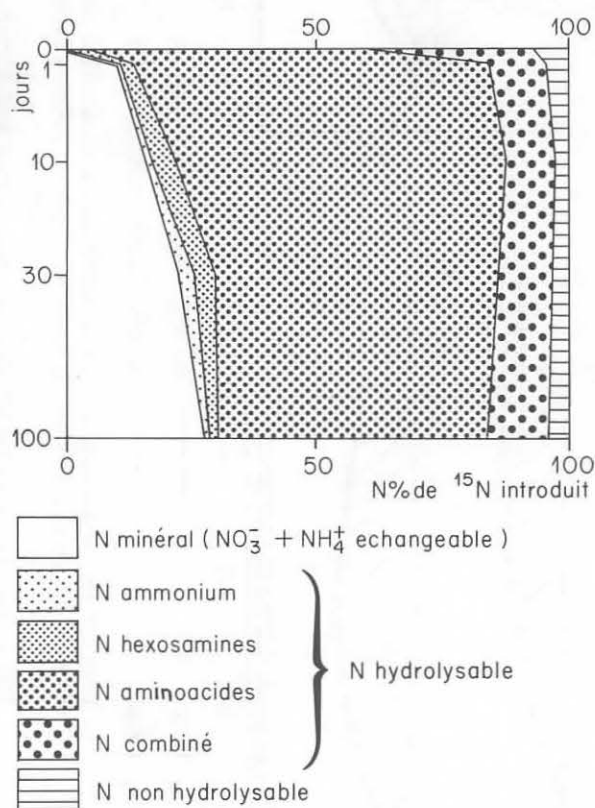 0 50 100
0
1
jours
10
30
100
0 50 100
N% de ¹⁵N introduit
N minéral ( NO₃⁻ + NH₄⁺ echangeable )
N ammonium
N hexosamines
N hydrolysable
N aminoacides
N combiné
N non hydrolysable